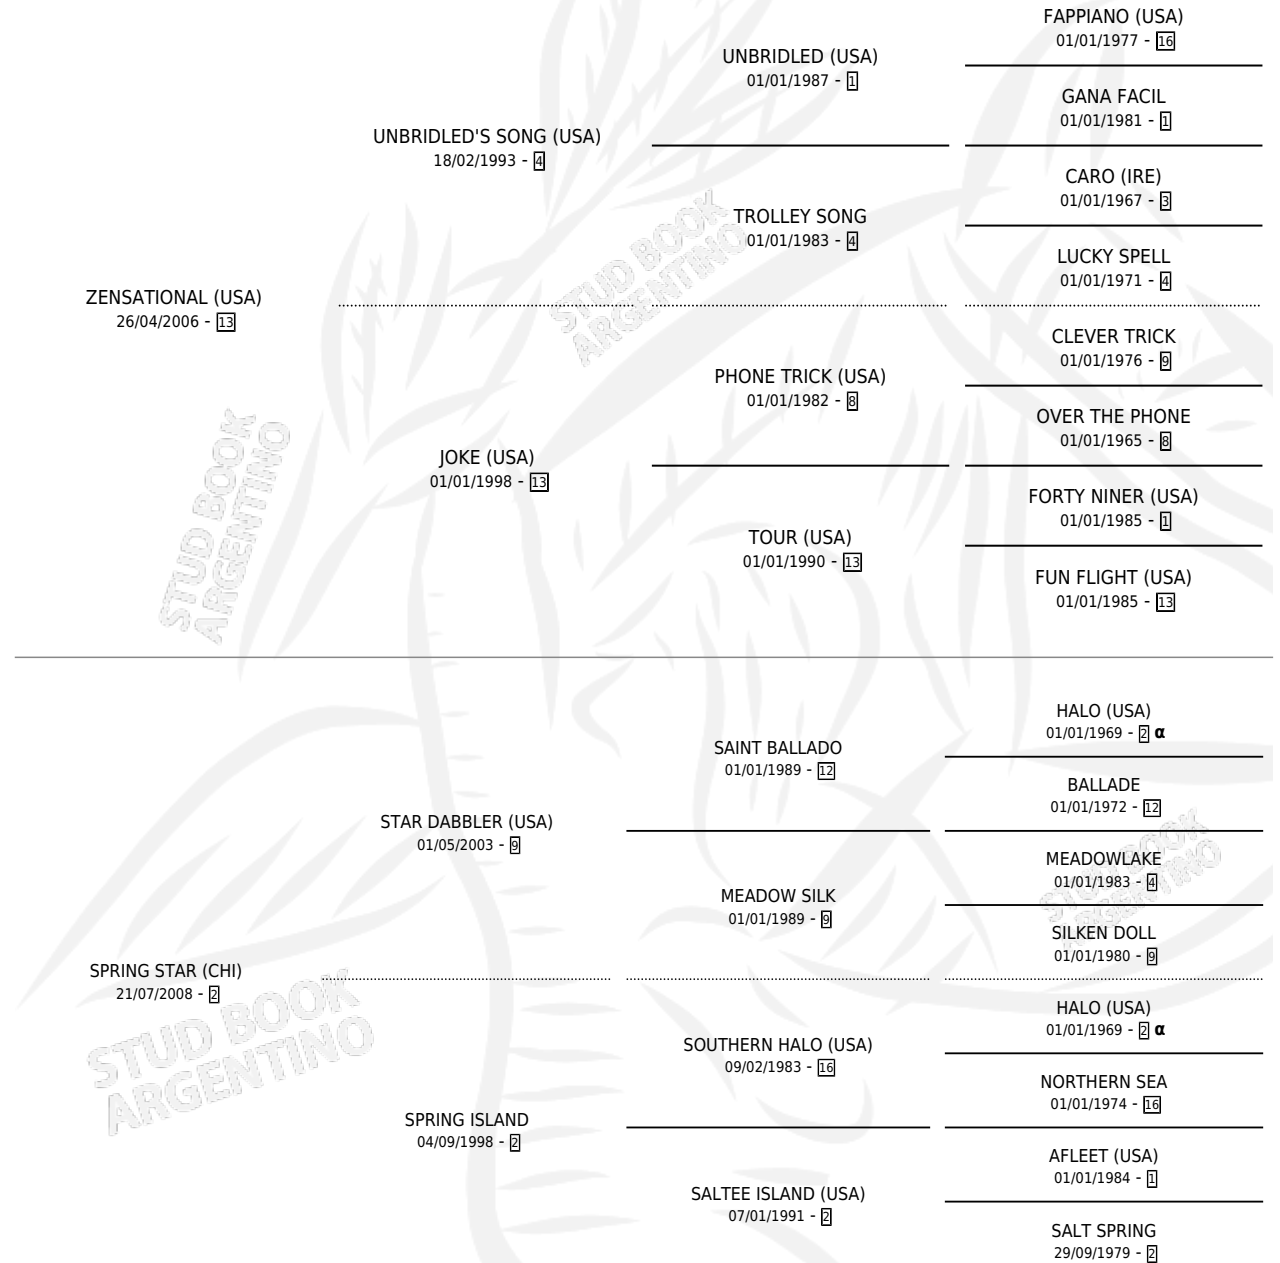 FAPPIANO (USA)
01/01/1977 - 16
UNBRIDLED (USA)
01/01/1987 - 1
GANA FACIL
01/01/1981 - 1
UNBRIDLED'S SONG (USA)
18/02/1993 - 4
CARO (IRE)
01/01/1967 - 3
TROLLEY SONG
01/01/1983 - 4
LUCKY SPELL
01/01/1971 - 4
ZENSATIONAL (USA)
26/04/2006 - 13
CLEVER TRICK
01/01/1976 - 9
PHONE TRICK (USA)
01/01/1982 - 8
OVER THE PHONE
01/01/1965 - 8
JOKE (USA)
01/01/1998 - 13
FORTY NINER (USA)
01/01/1985 - 1
TOUR (USA)
01/01/1990 - 13
FUN FLIGHT (USA)
01/01/1985 - 13
HALO (USA)
01/01/1969 - 2 α
SAINT BALLADO
01/01/1989 - 12
BALLADE
01/01/1972 - 12
STAR DABBLER (USA)
01/05/2003 - 9
MEADOWLAKE
01/01/1983 - 4
MEADOW SILK
01/01/1989 - 9
SILKEN DOLL
01/01/1980 - 9
SPRING STAR (CHI)
21/07/2008 - 2
HALO (USA)
01/01/1969 - 2 α
SOUTHERN HALO (USA)
09/02/1983 - 16
NORTHERN SEA
01/01/1974 - 16
SPRING ISLAND
04/09/1998 - 2
AFLEET (USA)
01/01/1984 - 1
SALTEE ISLAND (USA)
07/01/1991 - 2
SALT SPRING
29/09/1979 - 2
STUD BOOK
ARGENTINO
STUD BOOK
ARGENTINO
STUD BOOK
ARGENTINO
STUD BOOK
ARGENTINO